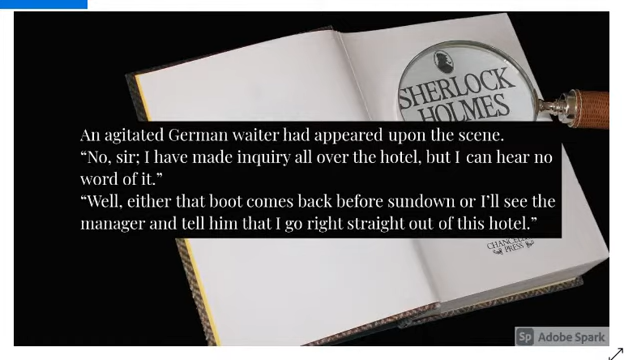 SHERLOCK
HOLMES
An agitated German waiter had appeared upon the scene.
“No, sir; I have made inquiry all over the hotel, but I can hear no
word of it.”
“Well, either that boot comes back before sundown or I’ll see the
manager and tell him that I go right straight out of this hotel.”
PRESS
Sp Adobe Spark